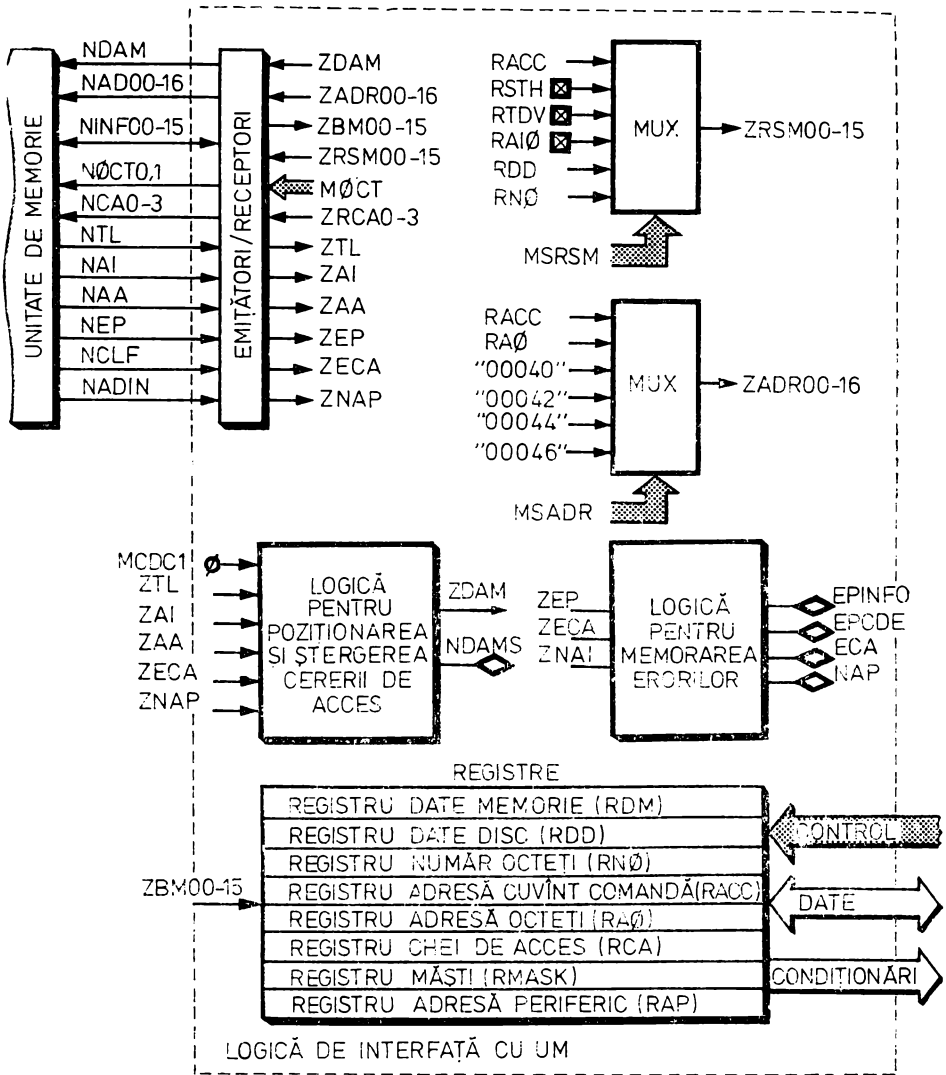 UNITATE DE MEMORIE
NDAM
NAD00-16
NINF00-15
NØCT0,1
NCA0-3
NTL
NAI
NAA
NEP
NCLF
NADIN
EMIȚĂTORI/RECEPTORI
ZDAM
ZADR00-16
ZBM00-15
ZRSM00-15
MØCT
ZRCA0-3
ZTL
ZAI
ZAA
ZEP
ZECA
ZNAP
RACC
RSTH
RTDV
RAIØ
RDD
RNØ
MUX
ZRSM00-15
MSRSM
RACC
RAØ
"00040"
"00042"
"00044"
"00046"
MUX
ZADR00-16
MSADR
MCDC1
ZTL
ZAI
ZAA
ZECA
ZNAP
LOGICĂ
PENTRU
POZIȚIONAREA
ȘI ȘTERGEREA
CERERII DE
ACCES
ZDAM
NDAMS
ZEP
ZECA
ZNAI
LOGICĂ
PENTRU
MEMORAREA
ERORILOR
EPINFO
EPCDE
ECA
NAP
REGISTRE
REGISTRU DATE MEMORIE (RDM)
REGISTRU DATE DISC (RDD)
REGISTRU NUMĂR OCTEȚI (RNØ)
REGISTRU ADRESĂ CUVÎNT COMANDĂ(RACC)
REGISTRU ADRESĂ OCTEȚI (RAØ)
REGISTRU CHEI DE ACCES (RCA)
REGISTRU MĂȘTI (RMASK)
REGISTRU ADRESĂ PERIFERIC (RAP)
ZBM00-15
CONTROL
DATE
CONDIȚIONĂRI
LOGICĂ DE INTERFAȚĂ CU UM